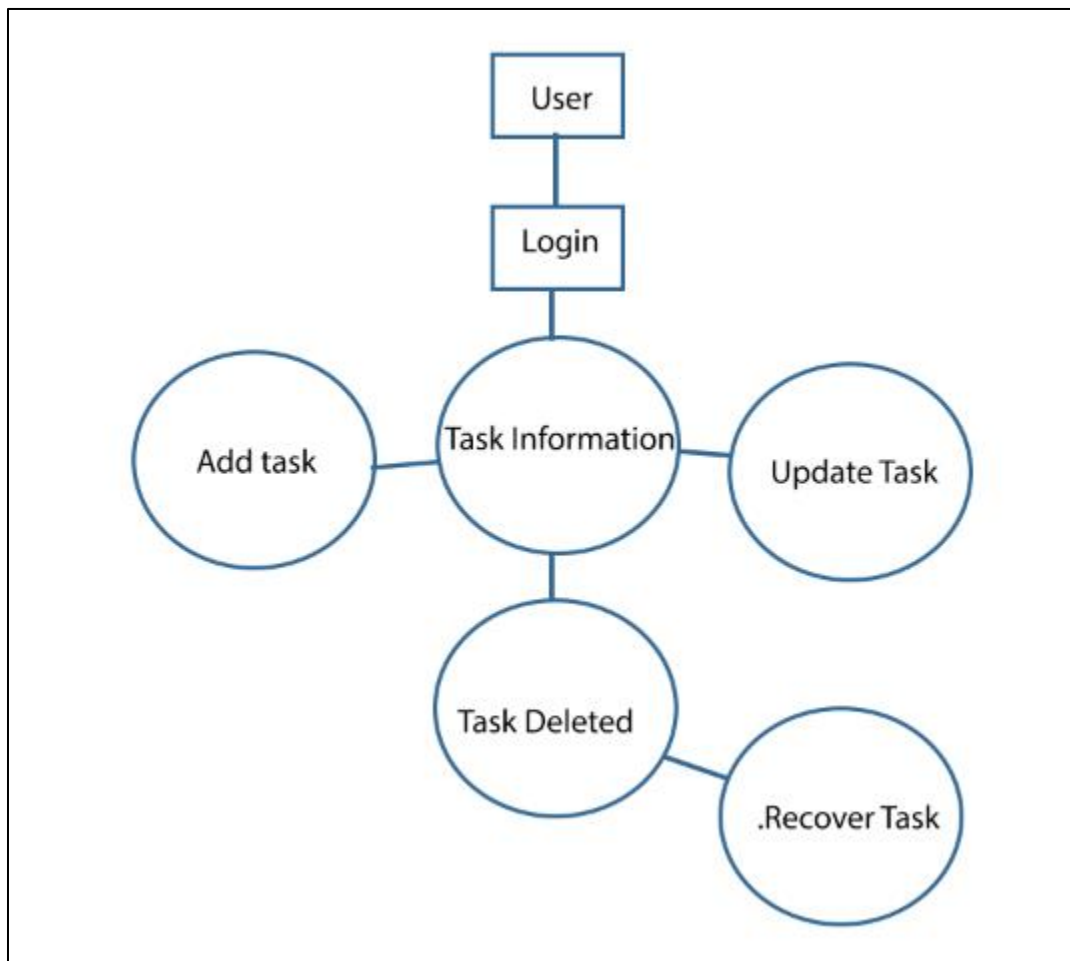 User
Login
Task Information
Add task
Update Task
Task Deleted
.Recover Task